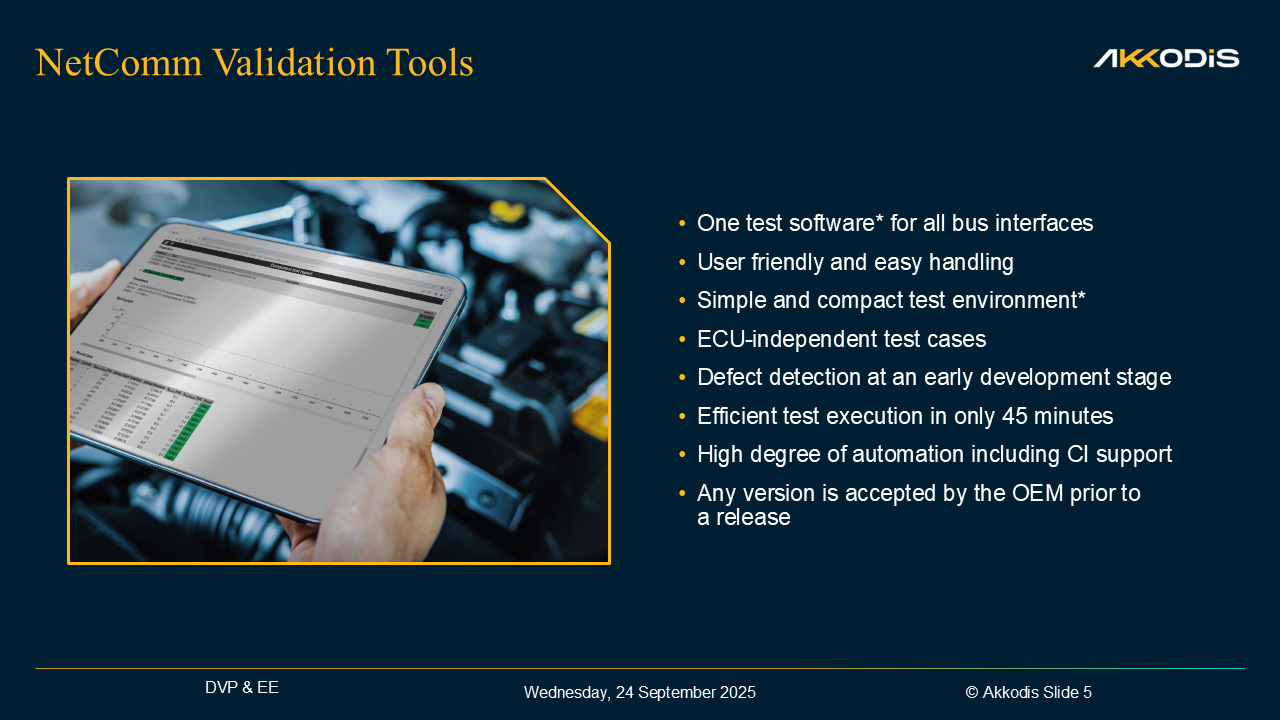 NetComm Validation Tools
AKKODiS
Component test report
• One test software* for all bus interfaces
• User friendly and easy handling
• Simple and compact test environment*
• ECU-independent test cases
• Defect detection at an early development stage
• Efficient test execution in only 45 minutes
• High degree of automation including CI support
• Any version is accepted by the OEM prior to
a release
DVP & EE
Wednesday, 24 September 2025
© Akkodis Slide 5